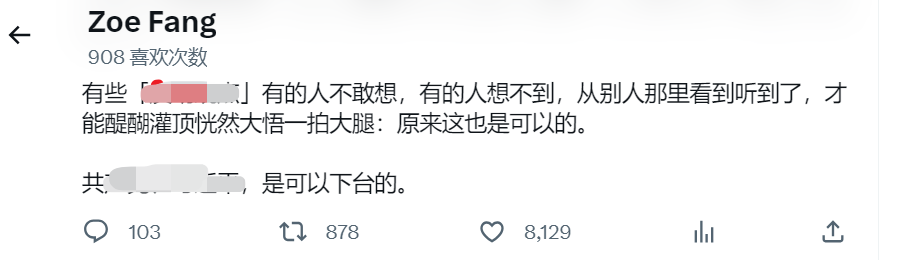 Zoe Fang
908 喜欢次数
有些「」有的人不敢想，有的人想不到，从别人那里看到听到了，才
能醍醐灌顶恍然大悟一拍大腿：原来这也是可以的。
共，是可以下台的。
103 878 8,129